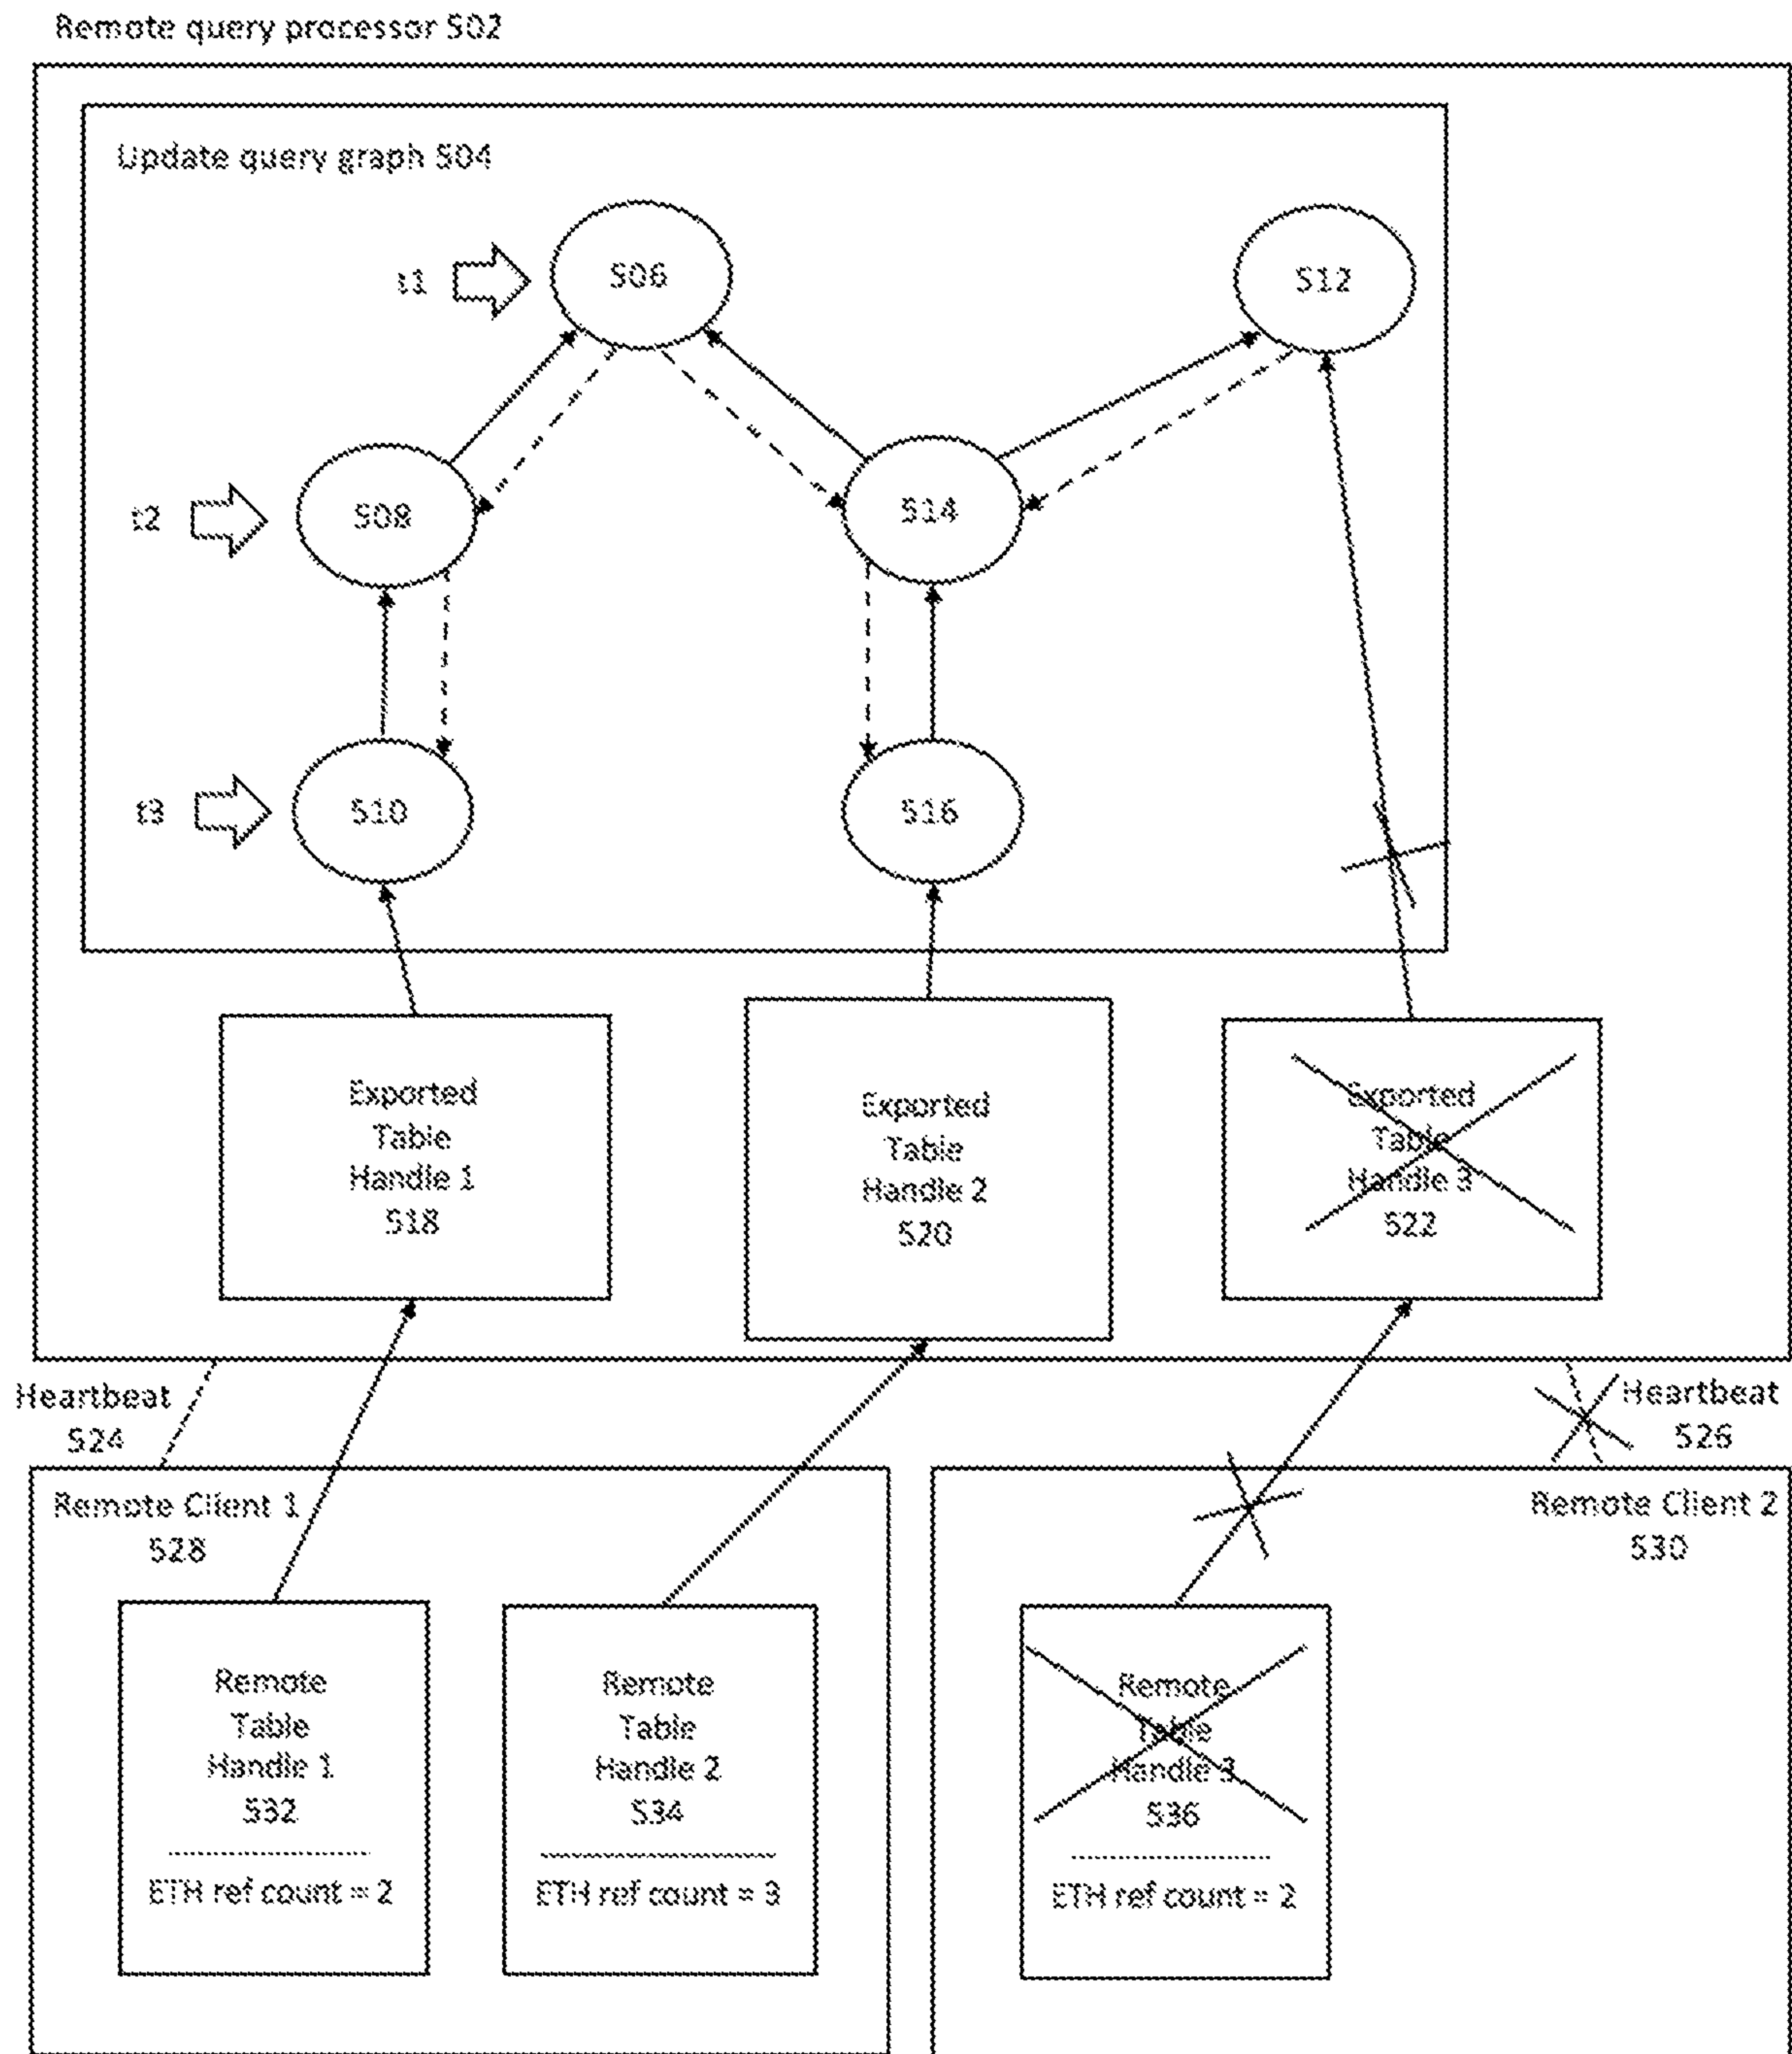 Remote query processor 502
Update query graph 504
t1
506
512
t2
508
514
t3
510
516
Exported
Table
Handle 1
518
Exported
Table
Handle 2
520
Exported
Table
Handle 3
522
Heartbeat
524
Heartbeat
526
Remote Client 1
528
Remote Client 2
530
Remote
Table
Handle 1
532
ETH ref count = 2
Remote
Table
Handle 2
534
ETH ref count = 3
Remote
Table
Handle 3
536
ETH ref count = 2